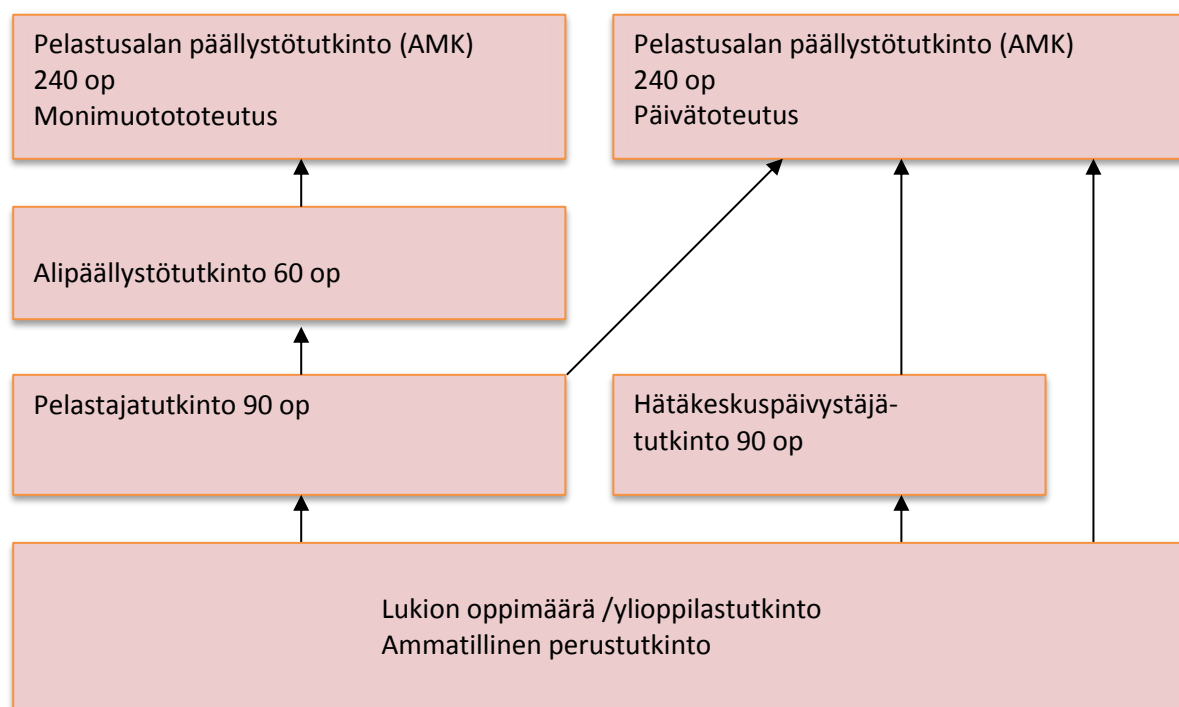 Pelastusalan päällystötutkinto (AMK)
240 op
Monimuotototeutus
Pelastusalan päällystötutkinto (AMK)
240 op
Päivätoteutus
Alipäällystötutkinto 60 op
Pelastajatutkinto 90 op
Hätäkeskuspäivystäjä-
tutkinto 90 op
Lukion oppimäärä /ylioppilastutkinto
Ammatillinen perustutkinto